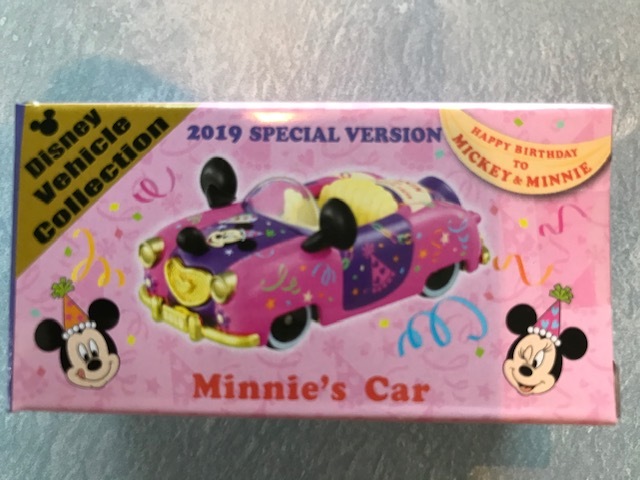 Disney
Vehicle
Collection
2019 SPECIAL VERSION
HAPPY BIRTHDAY
TO
MICKEY & MINNIE
Minnie's Car